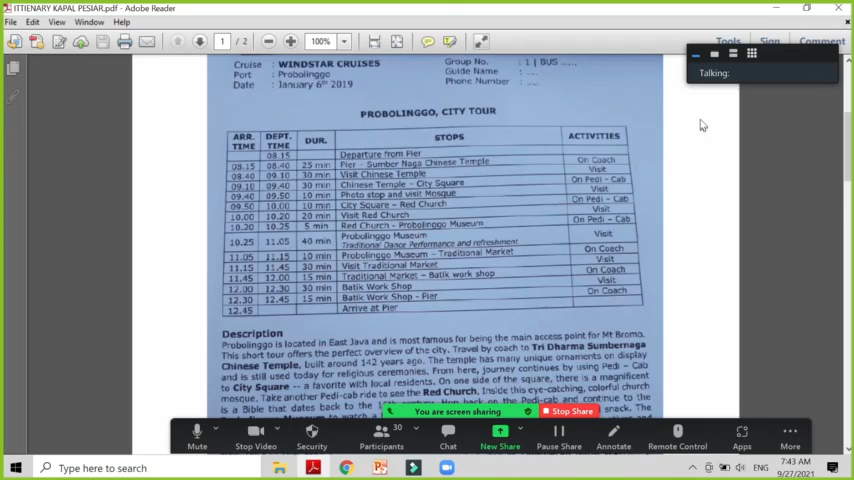 ITTIENARY KAPAL PESIAR.pdf - Adobe Reader
File Edit View Window Help
1 / 2 100% Tools Sign Comment
Talking:
Cruise : WINDSTAR CRUISES Group No. : 1 | BUS .....
Port : Probolinggo Guide Name : ....
Date : January 6th 2019 Phone Number : ....
PROBOLINGGO, CITY TOUR
ARR. TIME DEPT. TIME DUR. STOPS ACTIVITIES
08.15 Departure from Pier
08.15 08.40 25 min Pier - Sumber Naga Chinese Temple On Coach
08.40 09.10 30 min Visit Chinese Temple Visit
09.10 09.40 30 min Chinese Temple - City Square On Pedi - Cab
09.40 09.50 10 min Photo stop and visit Mosque Visit
09.50 10.00 10 min City Square - Red Church On Pedi - Cab
10.00 10.20 20 min Visit Red Church Visit
10.20 10.25 5 min Red Church - Probolinggo Museum On Pedi - Cab
10.25 11.05 40 min Probolinggo Museum Visit
Traditional Dance Performance and refreshment
11.05 11.15 10 min Probolinggo Museum - Traditional Market On Coach
11.15 11.45 30 min Visit Traditional Market Visit
11.45 12.00 15 min Traditional Market - Batik work shop On Coach
12.00 12.30 30 min Batik Work Shop Visit
12.30 12.45 15 min Batik Work Shop - Pier On Coach
12.45 Arrive at Pier
Description
Probolinggo is located in East Java and is most famous for being the main access point for Mt Bromo.
This short tour offers the perfect overview of the city. Travel by coach to Tri Dharma Sumbernaga
Chinese Temple, built around 142 years ago. The temple has many unique ornaments on display
and is still used today for religious ceremonies. From here, journey continues by using Pedi - Cab
to City Square -- a favorite with local residents. On one side of the square, there is a magnificent
mosque. Take another Pedi-cab ride to see the Red Church. Inside this eye-catching, colorful church
is a Bible that dates back to the century. Hop back on the Pedi-cab and continue to the
to watch a snack. The
You are screen sharing Stop Share
Mute Stop Video Security Participants 30 Chat New Share Pause Share Annotate Remote Control Apps More
Type here to search
ENG
7:43 AM
9/27/2021